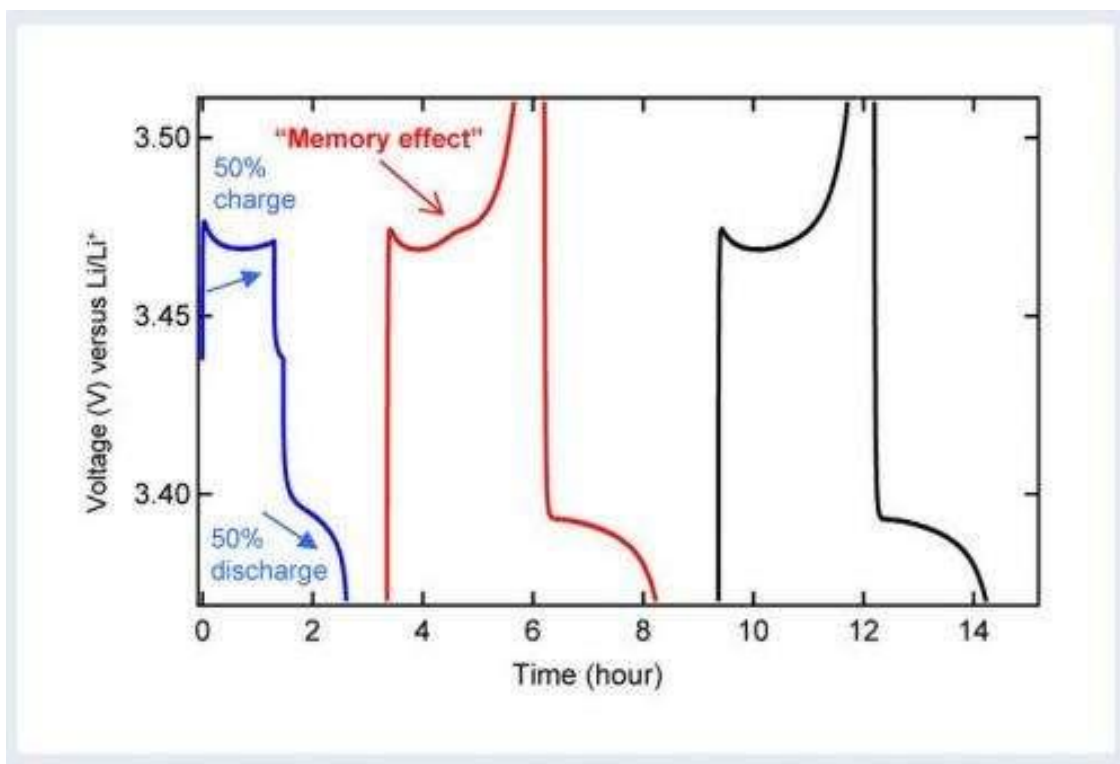 "Memory effect"
50%
charge
50%
discharge
3.50
3.45
3.40
Voltage (V) versus Li/Li⁺
0 2 4 6 8 10 12 14
Time (hour)